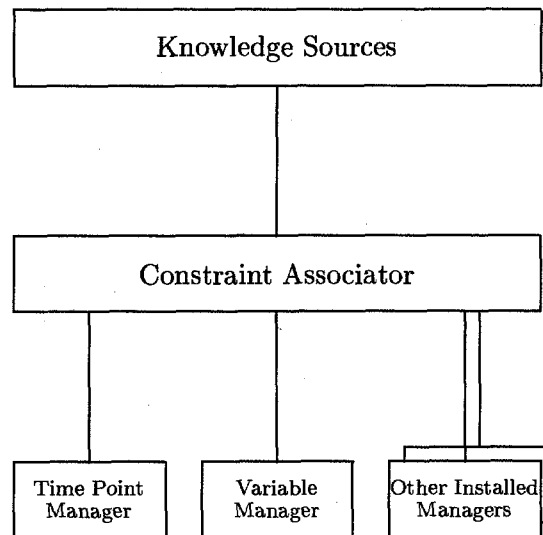 Knowledge Sources
Constraint Associator
Time Point
Manager
Variable
Manager
Other Installed
Managers